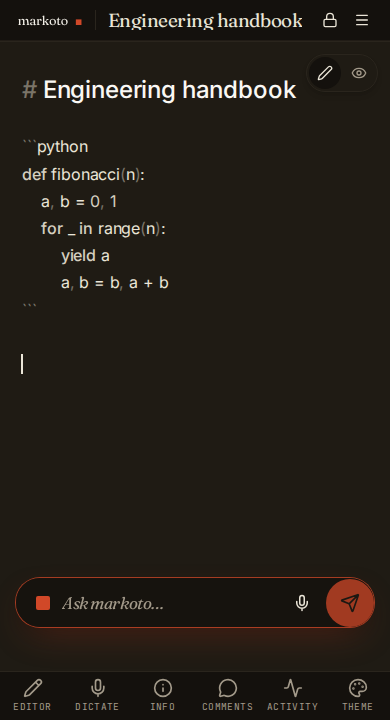 markoto
Engineering handbook
# Engineering handbook
```python
def fibonacci(n):
    a, b = 0, 1
    for _ in range(n):
        yield a
        a, b = b, a + b
```
Ask markoto...
EDITOR DICTATE INFO COMMENTS ACTIVITY THEME